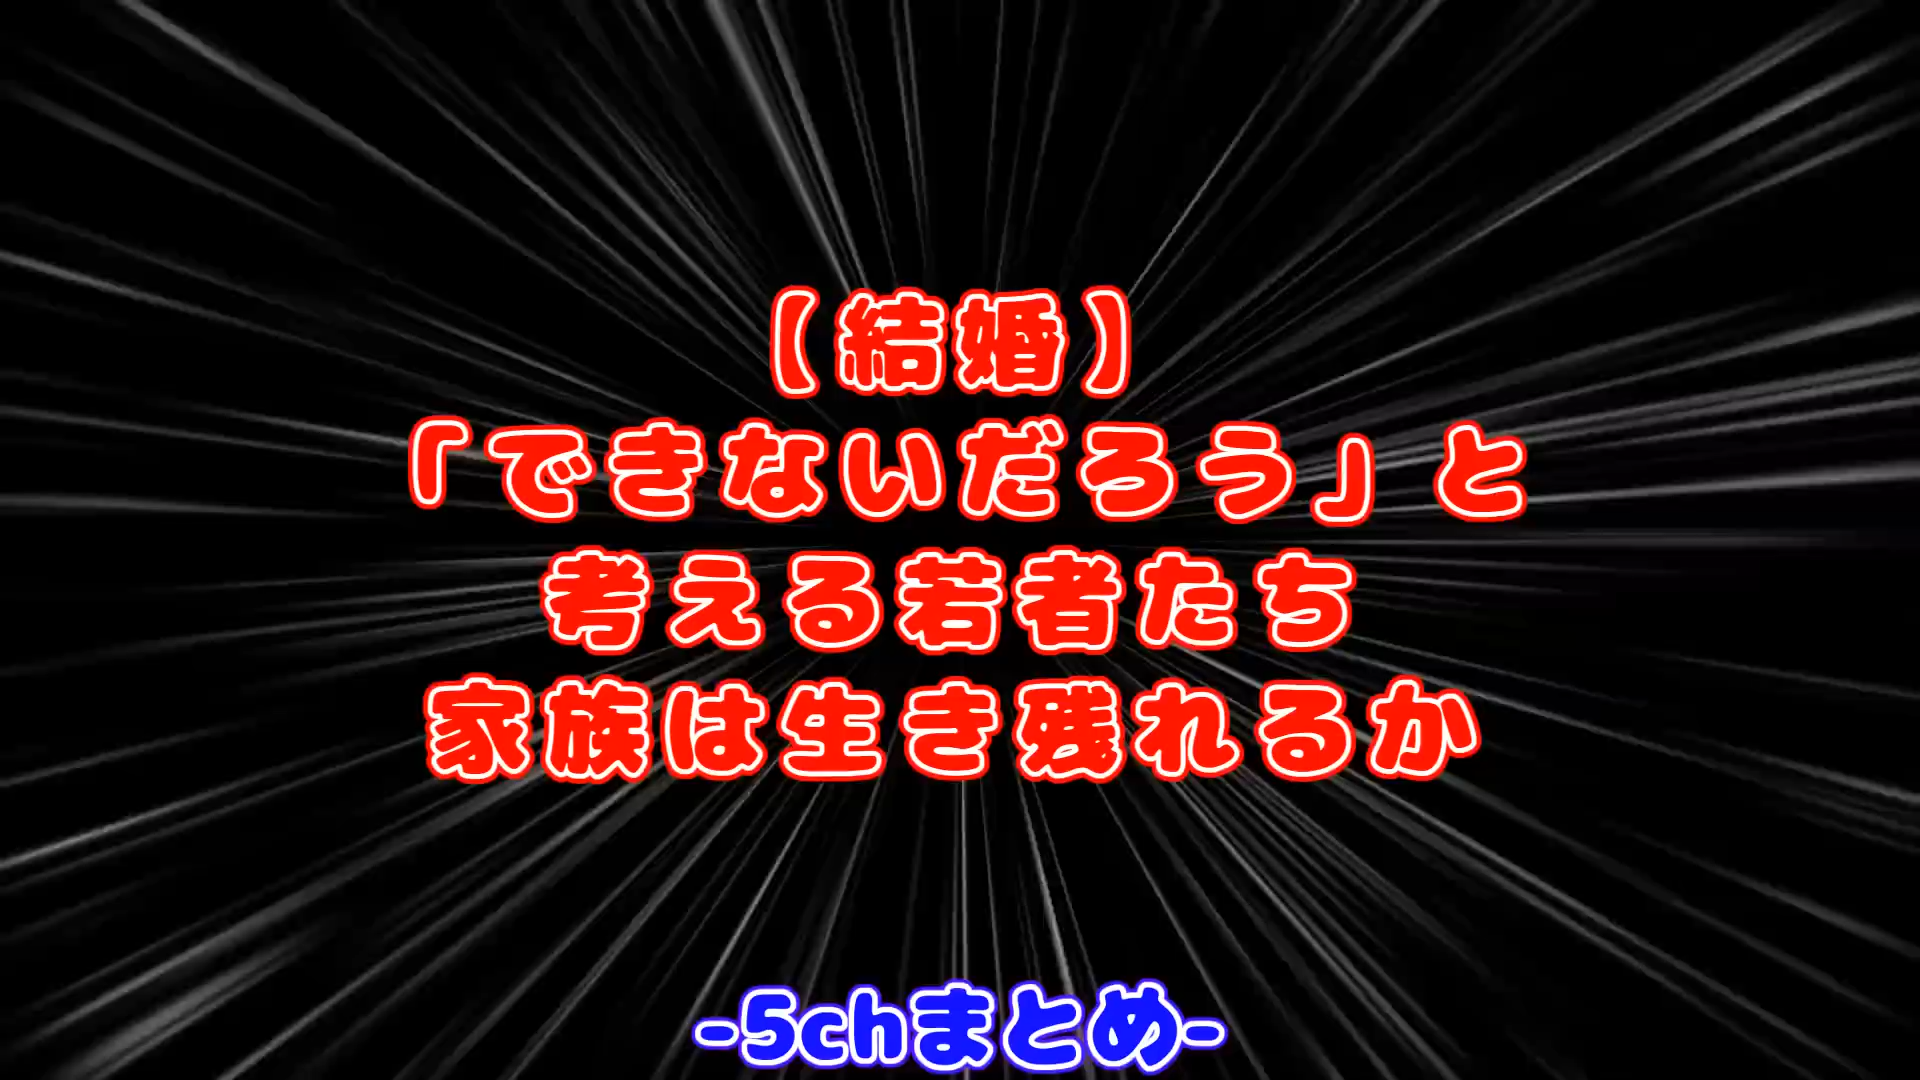 【結婚】
「できないだろう」と
考える若者たち
家族は生き残れるか
-5chまとめ-